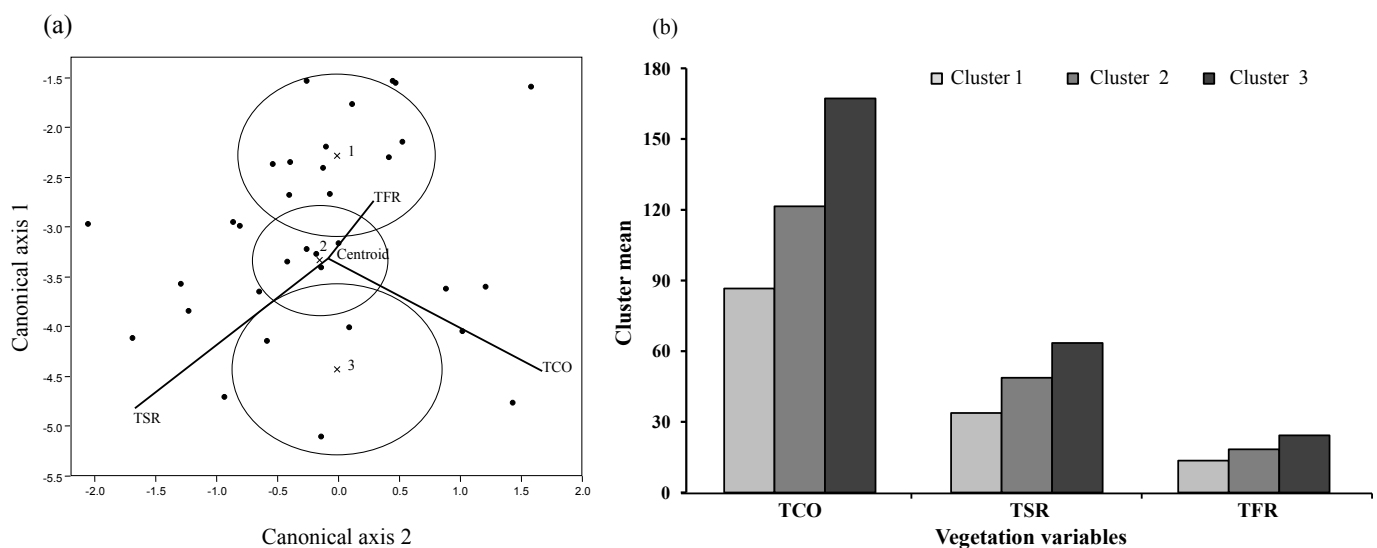 (a)
Canonical axis 1
-1.5
-2.0
-2.5
-3.0
-3.5
-4.0
-4.5
-5.0
-5.5
1
TFR
2
Centroid
3
TCO
TSR
-2.0 -1.5 -1.0 -0.5 0.0 0.5 1.0 1.5 2.0
Canonical axis 2
(b)
Cluster mean
180
150
120
90
60
30
0
Cluster 1 Cluster 2 Cluster 3
TCO TSR TFR
Vegetation variables